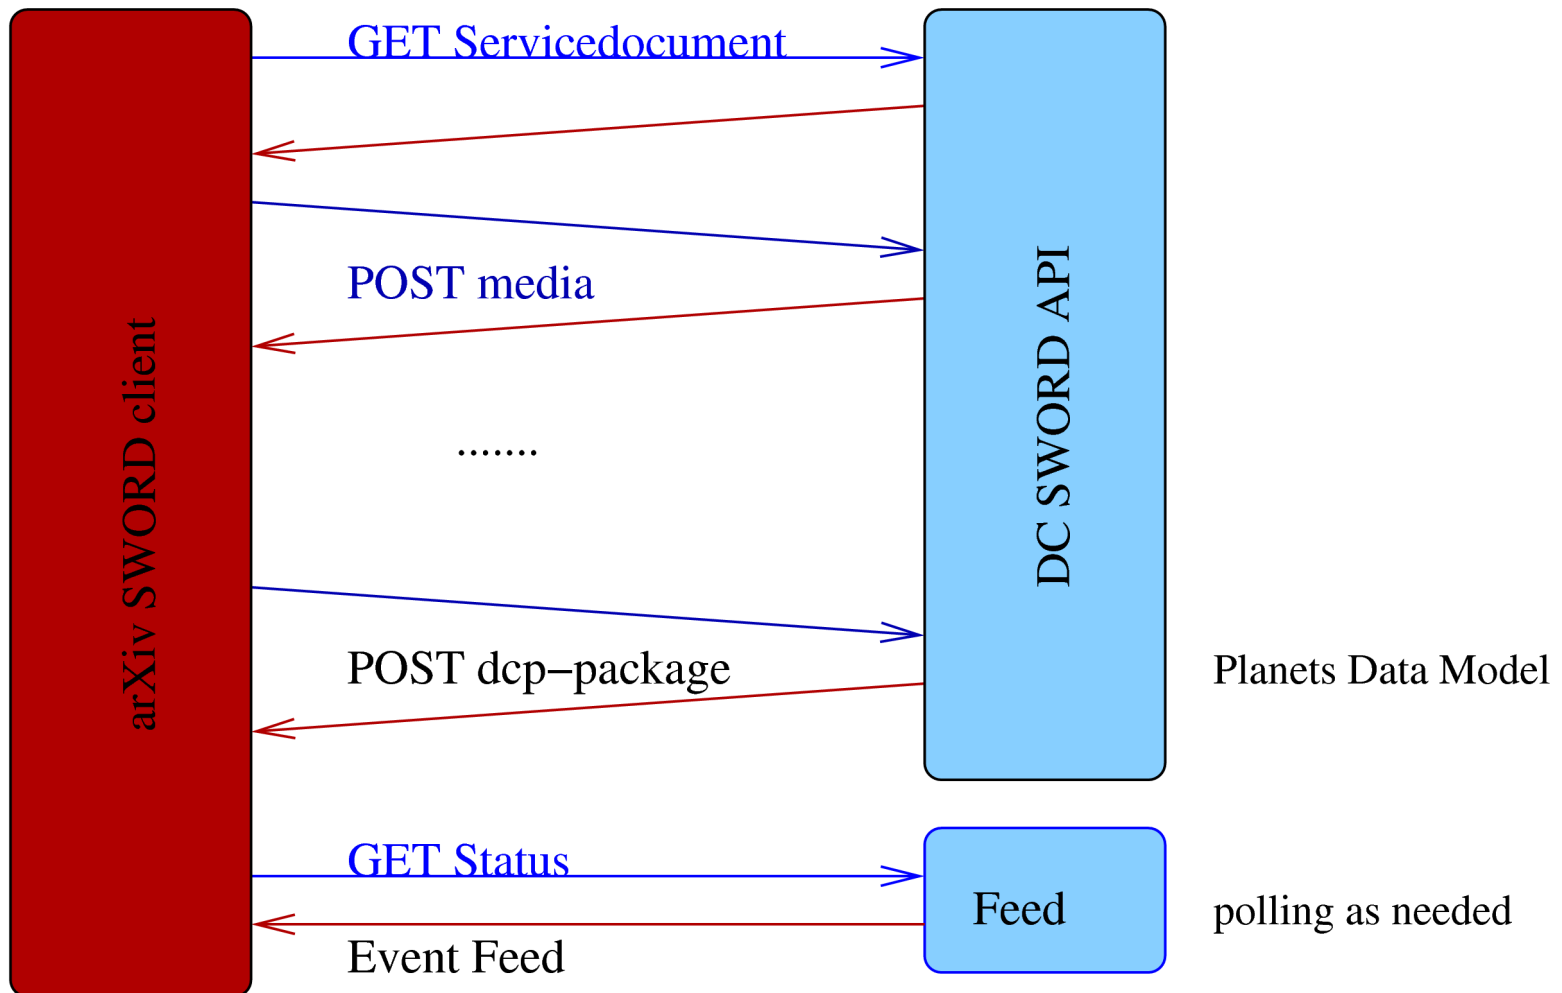 GET Servicedocument
POST media
arXiv SWORD client
DC SWORD API
.......
POST dcp−package
Planets Data Model
GET Status
Feed
polling as needed
Event Feed